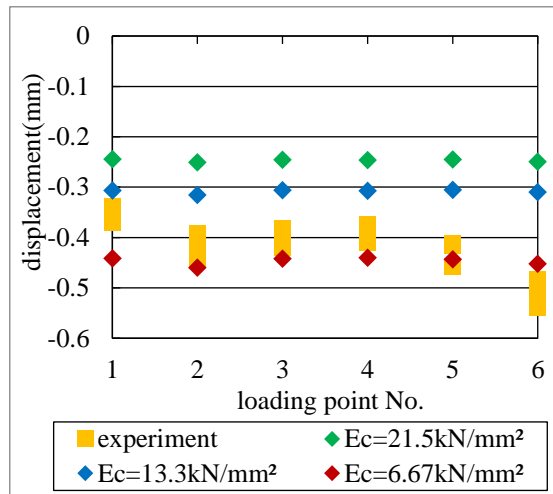 0
-0.1
-0.2
-0.3
-0.4
-0.5
-0.6
displacement(mm)
1 2 3 4 5 6
loading point No.
experiment Ec=21.5kN/mm²
Ec=13.3kN/mm² Ec=6.67kN/mm²